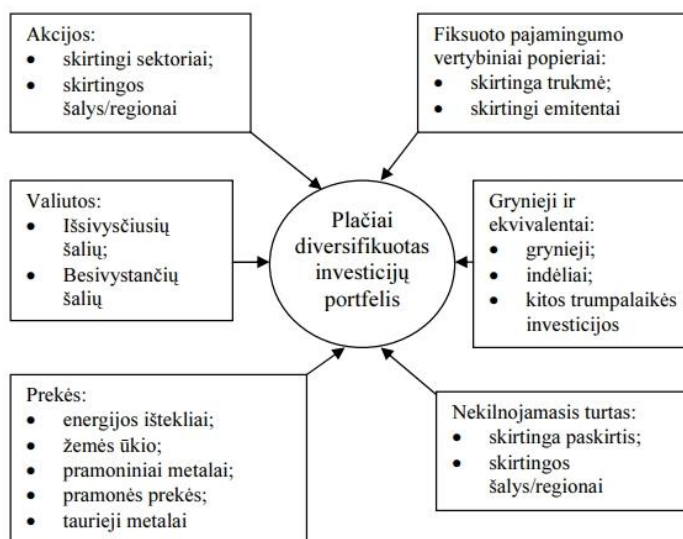 Akcijos:
• skirtingi sektoriai;
• skirtingos
šalys/regionai
Fiksuoto pajamingumo
vertybiniai popieriai:
• skirtinga trukmė;
• skirtingi emitentai
Valiutos:
• Išsivysčiusių
šalių;
• Besivystančių
šalių
Plačiai
diversifikuotas
investicijų
portfelis
Grynieji ir
ekvivalentai:
• grynieji;
• indėliai;
• kitos trumpalaikės
investicijos
Prekės:
• energijos ištekliai;
• žemės ūkio;
• pramoniniai metalai;
• pramonės prekės;
• taurieji metalai
Nekilnojamasis turtas:
• skirtinga paskirtis;
• skirtingos
šalys/regionai